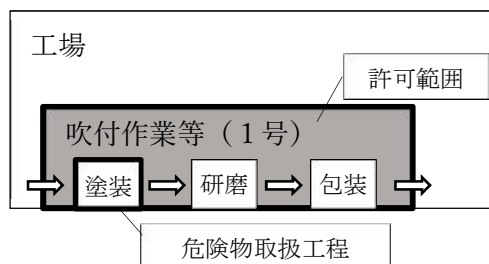 工場
許可範囲
吹付作業等（１号）
塗装
研磨
包装
危険物取扱工程